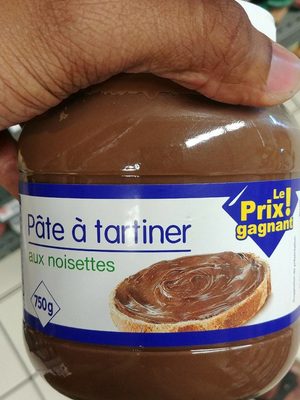 Le
Prix!
gagnant
Pâte à tartiner
aux noisettes
750g